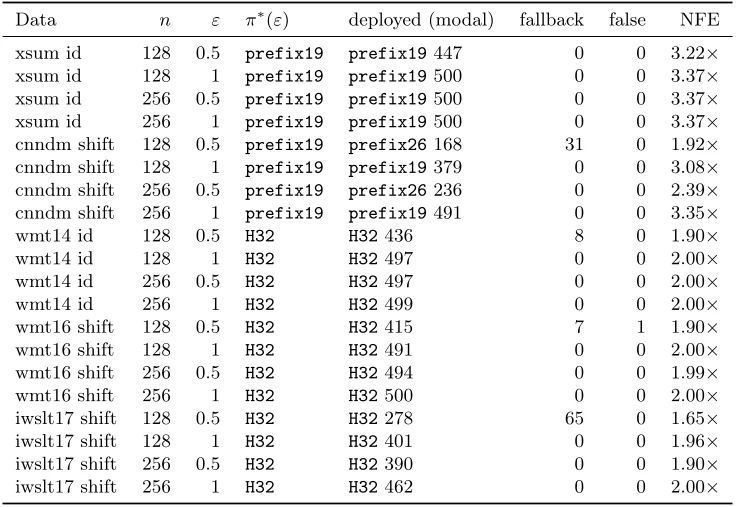 Data n ε π*(ε) deployed (modal) fallback false NFE
xsum id 128 0.5 prefix19 prefix19 447 0 0 3.22×
xsum id 128 1 prefix19 prefix19 500 0 0 3.37×
xsum id 256 0.5 prefix19 prefix19 500 0 0 3.37×
xsum id 256 1 prefix19 prefix19 500 0 0 3.37×
cnndm shift 128 0.5 prefix19 prefix26 168 31 0 1.92×
cnndm shift 128 1 prefix19 prefix19 379 0 0 3.08×
cnndm shift 256 0.5 prefix19 prefix26 236 0 0 2.39×
cnndm shift 256 1 prefix19 prefix19 491 0 0 3.35×
wmt14 id 128 0.5 H32 H32 436 8 0 1.90×
wmt14 id 128 1 H32 H32 497 0 0 2.00×
wmt14 id 256 0.5 H32 H32 497 0 0 2.00×
wmt14 id 256 1 H32 H32 499 0 0 2.00×
wmt16 shift 128 0.5 H32 H32 415 7 1 1.90×
wmt16 shift 128 1 H32 H32 491 0 0 2.00×
wmt16 shift 256 0.5 H32 H32 494 0 0 1.99×
wmt16 shift 256 1 H32 H32 500 0 0 2.00×
iwslt17 shift 128 0.5 H32 H32 278 65 0 1.65×
iwslt17 shift 128 1 H32 H32 401 0 0 1.96×
iwslt17 shift 256 0.5 H32 H32 390 0 0 1.90×
iwslt17 shift 256 1 H32 H32 462 0 0 2.00×